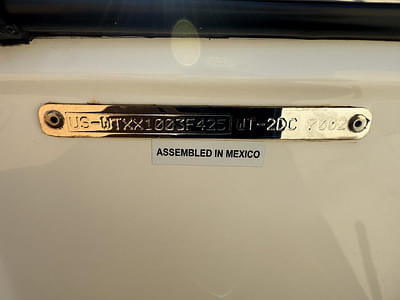 US-WTXX1003F425 WT-2DC 7602
ASSEMBLED IN MEXICO